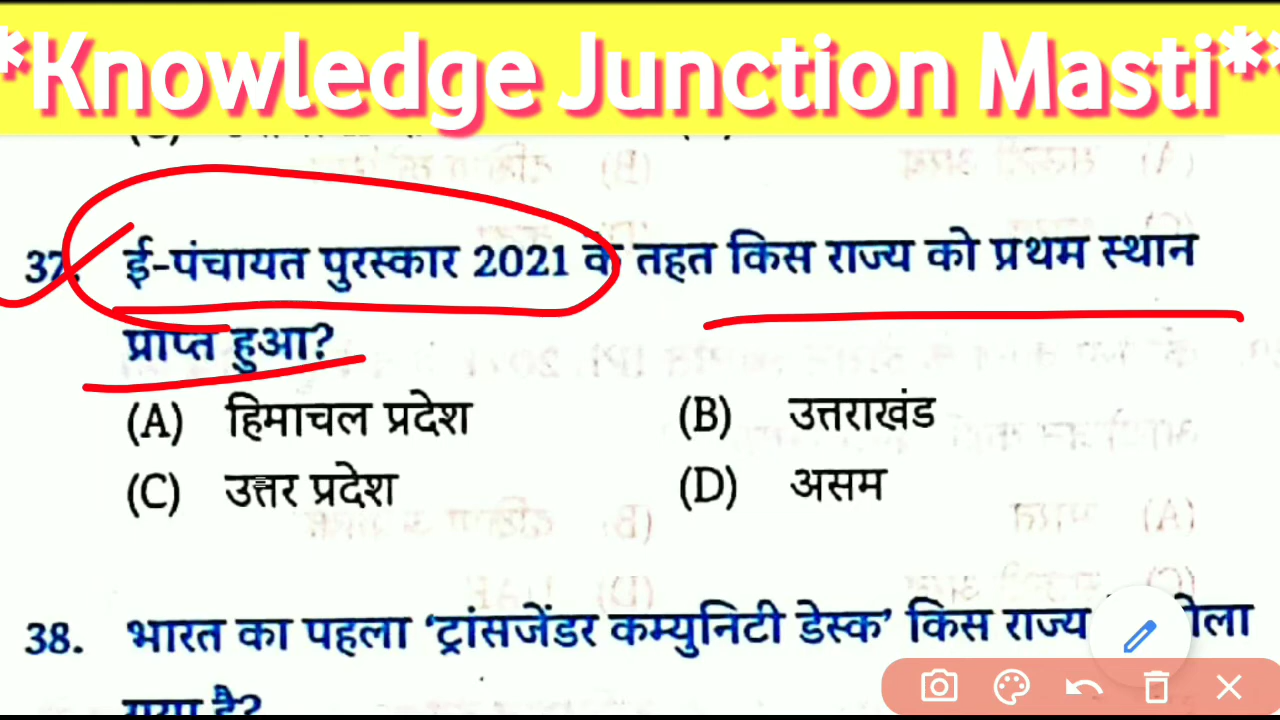 *Knowledge Junction Masti**
37. ई-पंचायत पुरस्कार 2021 के तहत किस राज्य को प्रथम स्थान
प्राप्त हुआ?
(A) हिमाचल प्रदेश (B) उत्तराखंड
(C) उत्तर प्रदेश (D) असम
38. भारत का पहला ‘ट्रांसजेंडर कम्युनिटी डेस्क’ किस राज्य
गया है?